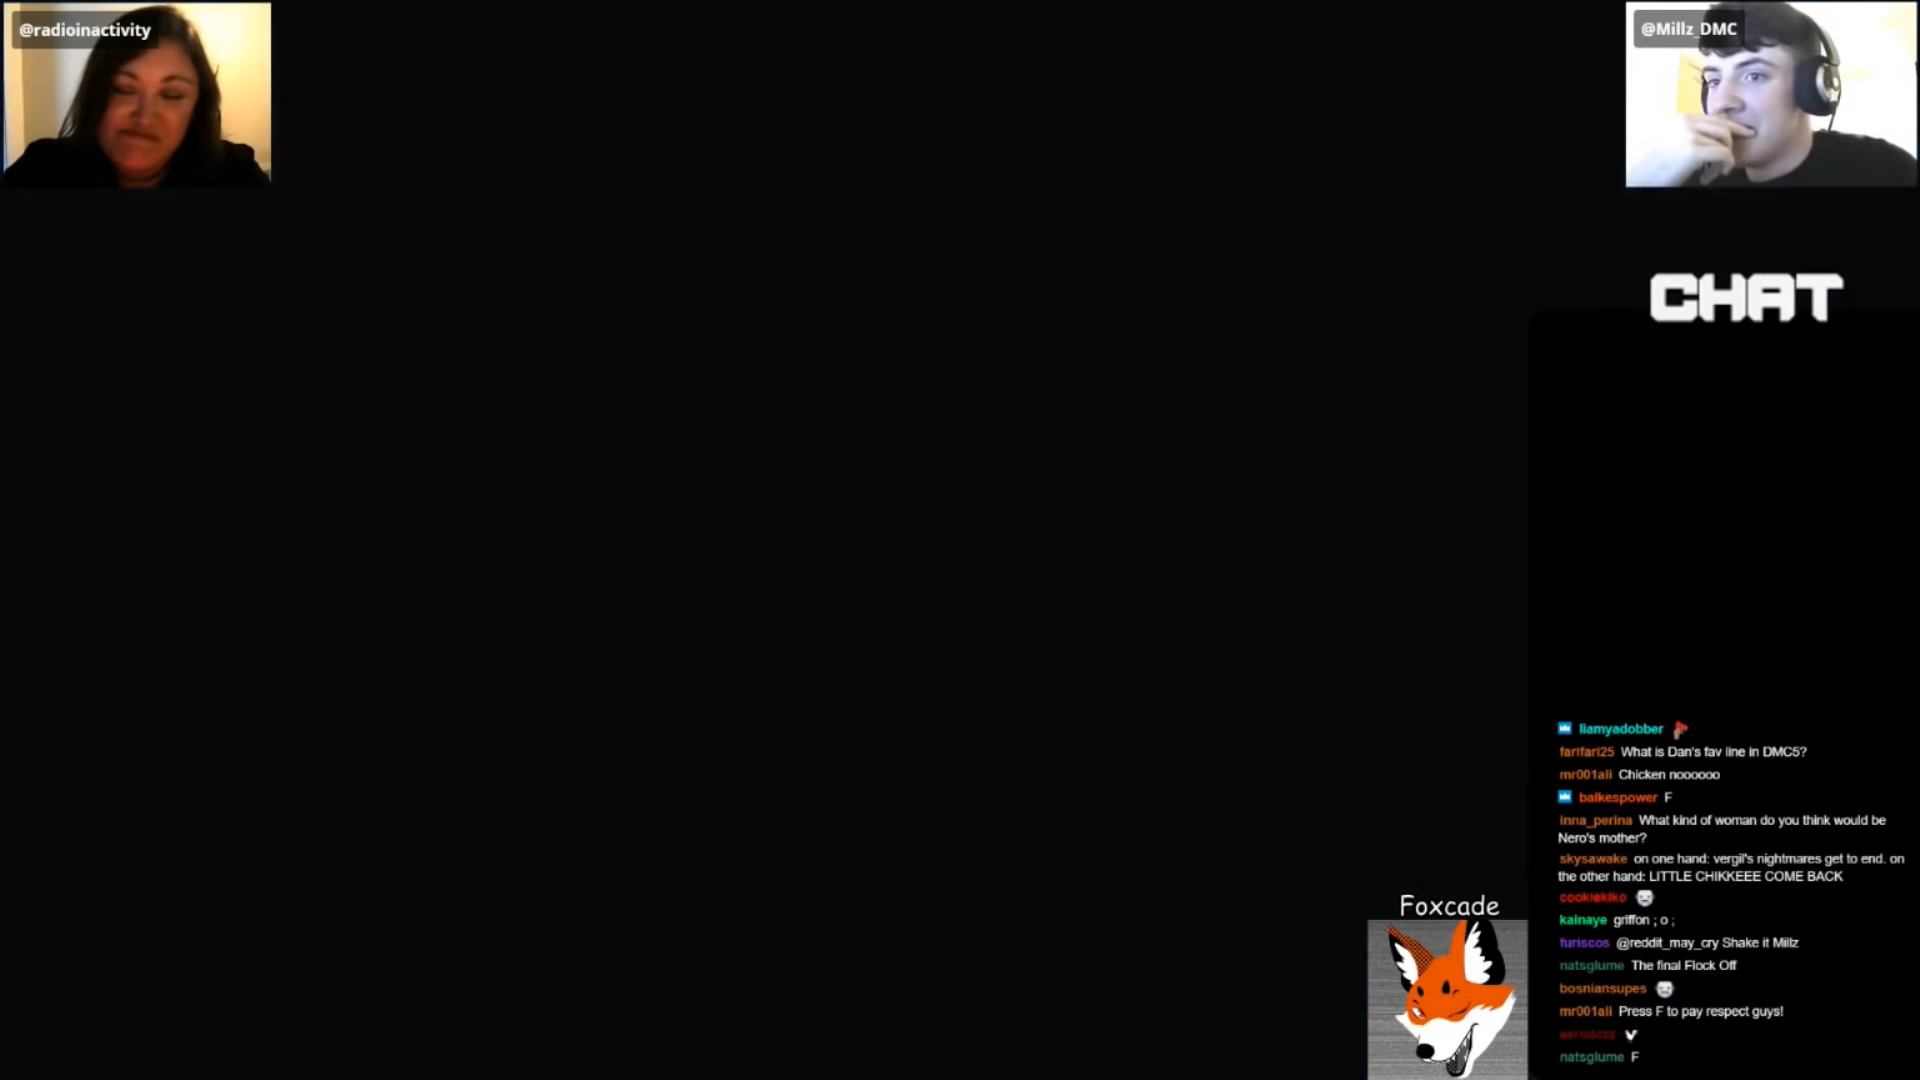 @radioinactivity
@Millz_DMC
CHAT
liamyadobber
farifari25 What is Dan's fav line in DMC5?
mr001ali Chicken noooooo
balkespower F
inna_perina What kind of woman do you think would be
Nero's mother?
skysawake on one hand: vergil's nightmares get to end. on
the other hand: LITTLE CHIKKEEE COME BACK
cookiekiko
kainaye griffon ; o ;
furiscos @reddit_may_cry Shake it Millz
natsglume The final Flock Off
bosniansupes
mr001ali Press F to pay respect guys!
natsglume F
Foxcade